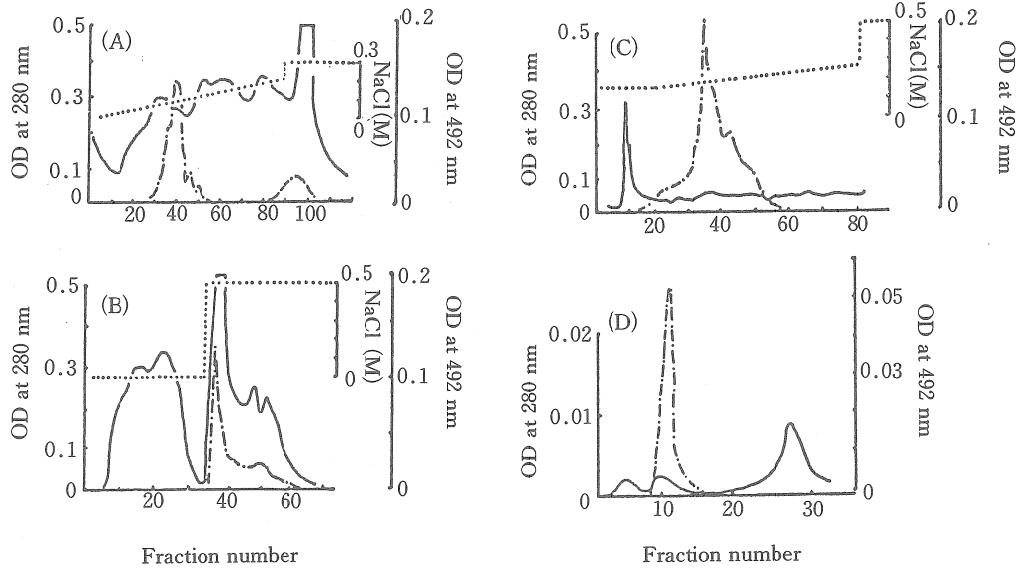 (A)
0.5
0.3
0.1
0
OD at 280 nm
20
40
60
80
100
0.3
0
NaCl(M)
0.2
0.1
0
OD at 492 nm
(C)
0.5
0.3
0.1
0
OD at 280 nm
20
40
60
80
0.5
0
NaCl(M)
0.2
0.1
0
OD at 492 nm
(B)
0.5
0.3
0.1
0
OD at 280 nm
20
40
60
0.5
0
NaCl (M)
0.2
0.1
0
OD at 492 nm
Fraction number
(D)
0.02
0.01
0
OD at 280 nm
10
20
30
0.05
0.03
0
OD at 492 nm
Fraction number